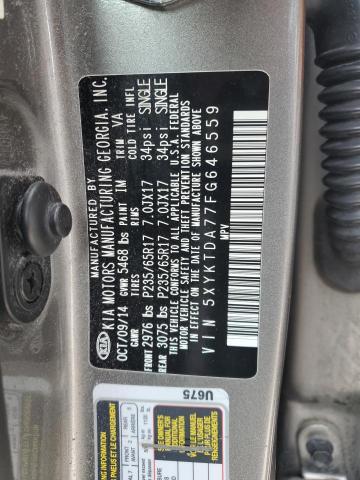 KIA
MANUFACTURED BY
KIA MOTORS MANUFACTURING GEORGIA, INC.
OCT/09/14 GVWR 5468 lbs PAINT IM TRIM VA
COLD TIRE INFL
FRONT 2976 lbs P235/65R17 7.0JX17 34psi SINGLE
REAR 3075 lbs P235/65R17 7.0JX17 34psi SINGLE
THIS VEHICLE CONFORMS TO ALL APPLICABLE U.S.A. FEDERAL
MOTOR VEHICLE SAFETY AND THEFT PREVENTION STANDARDS
IN EFFECT ON THE DATE OF MANUFACTURE SHOWN ABOVE.
VIN 5XYKTDA77FG646559
MPV
U675